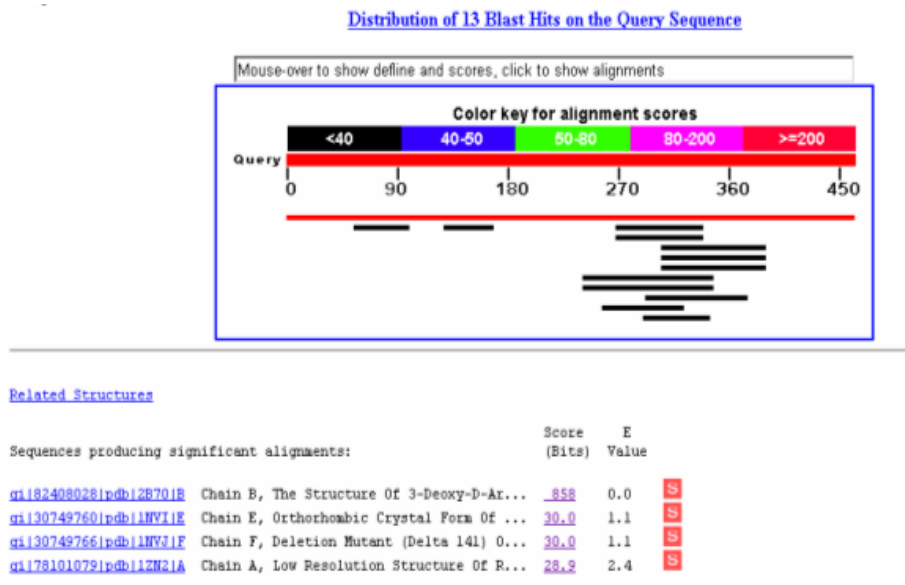 Distribution of 13 Blast Hits on the Query Sequence
Mouse-over to show defline and scores, click to show alignments
Color key for alignment scores
<40 40-50 50-80 80-200 >=200
Query
0 90 180 270 360 450
Related Structures
Score E
Sequences producing significant alignments: (Bits) Value
gi|82408028|pdb|2B70|B Chain B, The Structure Of 3-Deoxy-D-Ar... 858 0.0 S
gi|30749760|pdb|1NVI|E Chain E, Orthorhombic Crystal Form Of ... 30.0 1.1 S
gi|30749766|pdb|1NVJ|F Chain F, Deletion Mutant (Delta 141) O... 30.0 1.1 S
gi|78101079|pdb|1ZN2|A Chain A, Low Resolution Structure Of R... 28.9 2.4 S